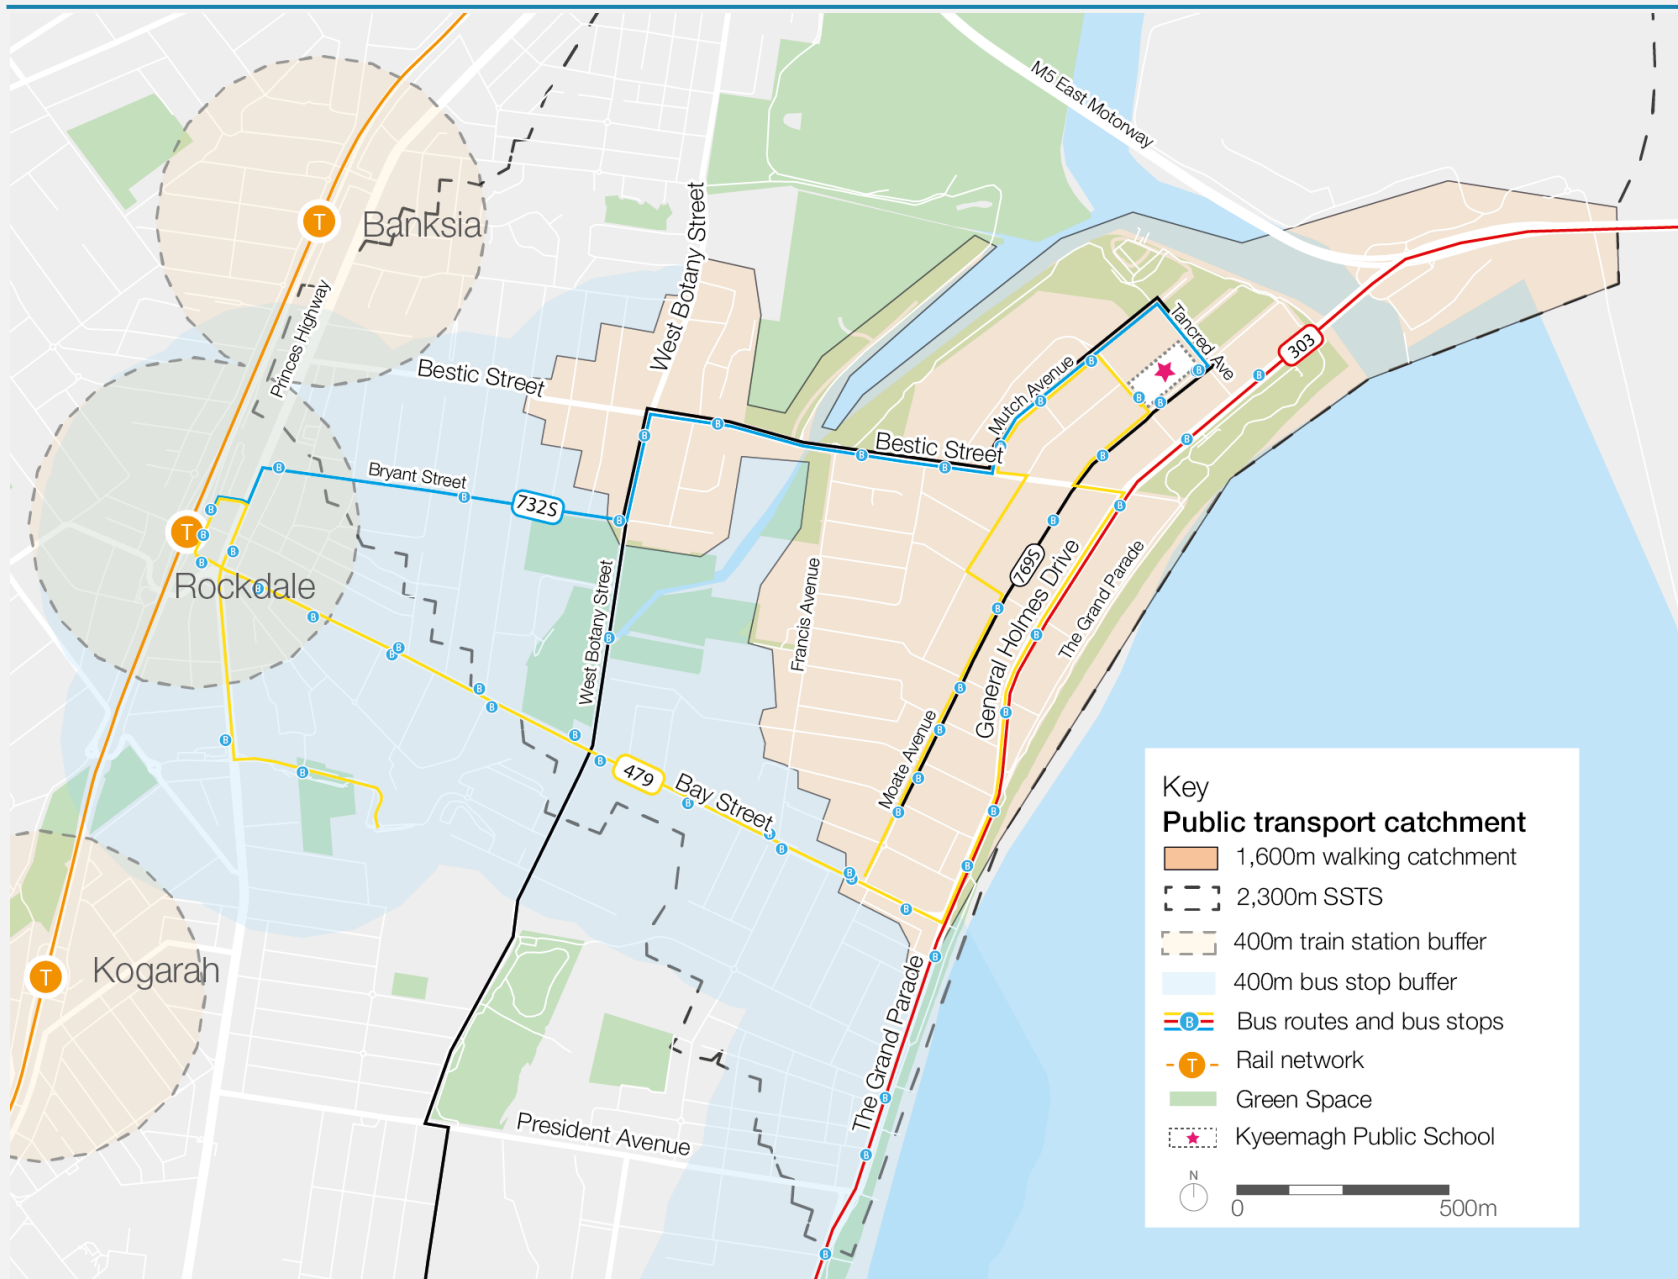 M5 East Motorway
T
Banksia
West Botany Street
Princes Highway
Tancred Ave
303
Bestic Street
Mutch Avenue
Bestic Street
Bryant Street
732S
T
Rockdale
769S
General Holmes Drive
The Grand Parade
Francis Avenue
West Botany Street
Moate Avenue
479
Bay Street
T
Kogarah
The Grand Parade
President Avenue
Key
Public transport catchment
1,600m walking catchment
2,300m SSTS
400m train station buffer
400m bus stop buffer
B
Bus routes and bus stops
T
Rail network
Green Space
Kyeemagh Public School
N
0
500m